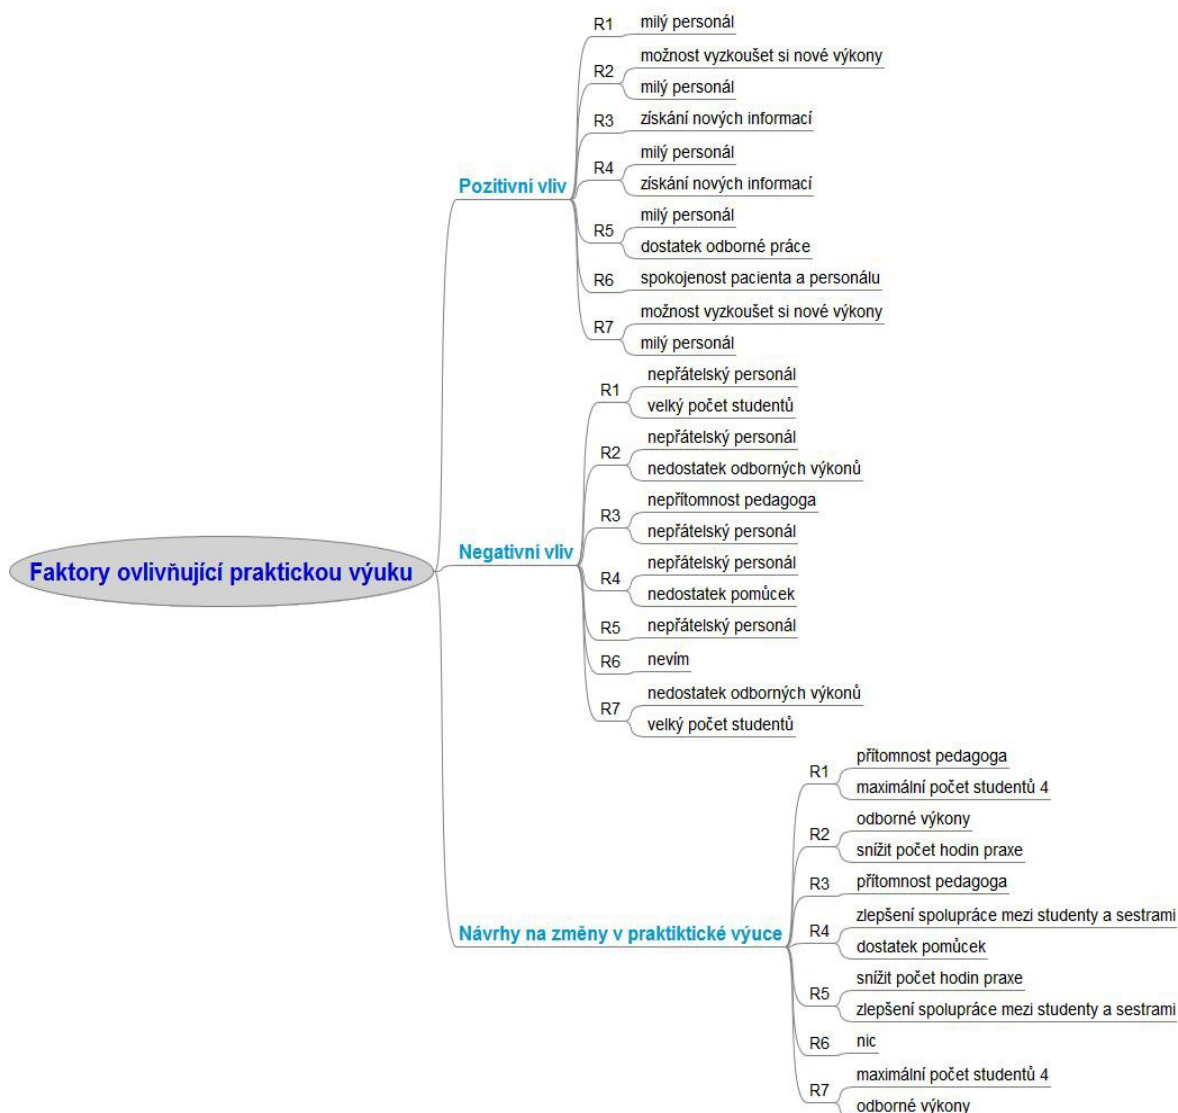 Faktory ovlivňující praktickou výuku
Pozitivní vliv
R1
milý personál
R2
možnost vyzkoušet si nové výkony
milý personál
R3
získání nových informací
R4
milý personál
získání nových informací
R5
milý personál
dostatek odborné práce
R6
spokojenost pacienta a personálu
R7
možnost vyzkoušet si nové výkony
milý personál
Negativní vliv
R1
nepřátelský personál
velký počet studentů
R2
nepřátelský personál
nedostatek odborných výkonů
R3
nepřítomnost pedagoga
nepřátelský personál
R4
nepřátelský personál
nedostatek pomůcek
R5
nepřátelský personál
R6
nevím
R7
nedostatek odborných výkonů
velký počet studentů
Návrhy na změny v praktiktické výuce
R1
přítomnost pedagoga
maximální počet studentů 4
R2
odborné výkony
snížit počet hodin praxe
R3
přítomnost pedagoga
R4
zlepšení spolupráce mezi studenty a sestrami
dostatek pomůcek
R5
snížit počet hodin praxe
zlepšení spolupráce mezi studenty a sestrami
R6
nic
R7
maximální počet studentů 4
odborné výkony